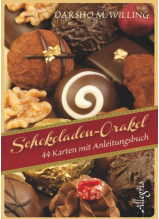 DARSHO M. WILLING
Schokoladen-Orakel
44 Karten mit Anleitungsbuch
Allegria